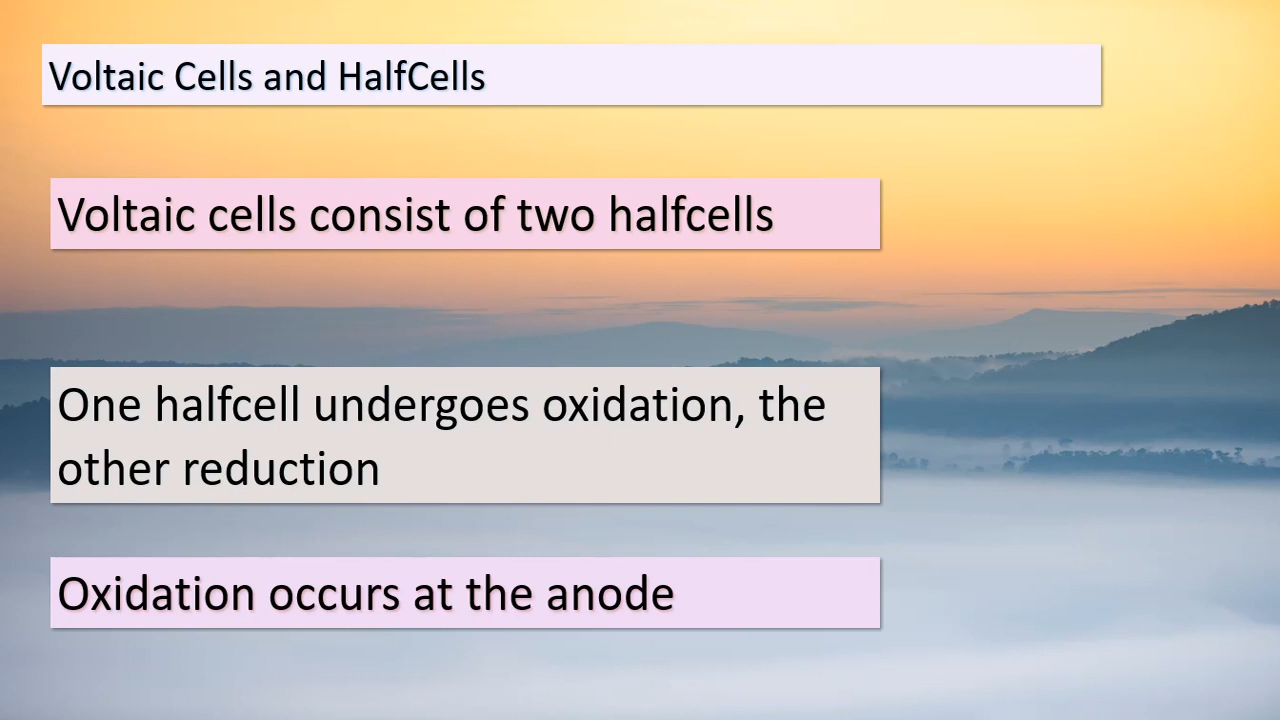 Voltaic Cells and HalfCells
Voltaic cells consist of two halfcells
One halfcell undergoes oxidation, the
other reduction
Oxidation occurs at the anode